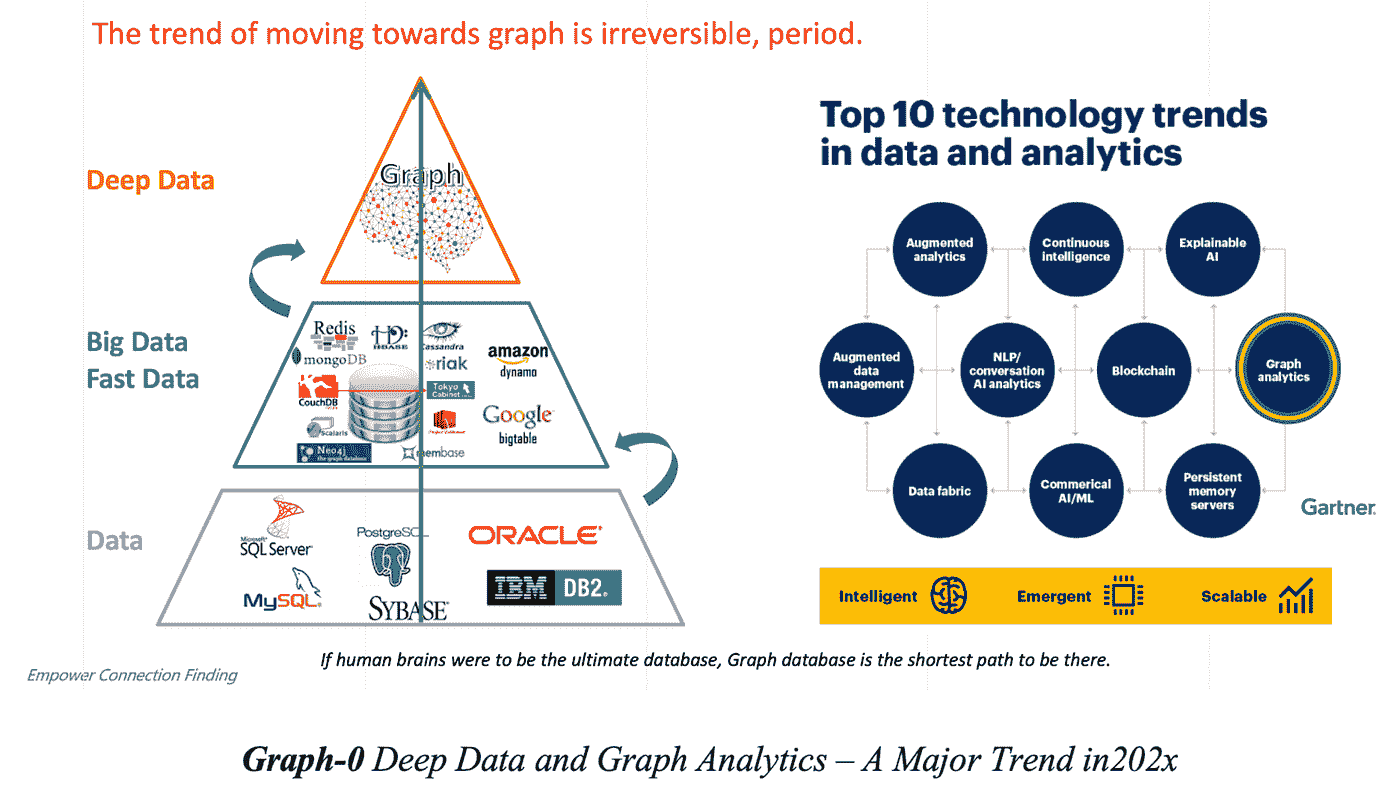 The trend of moving towards graph is irreversible, period.
Deep Data
Graph
Big Data
Fast Data
Redis
HBASE
Cassandra
mongoDB
riak
amazon
dynamo
CouchDB
Tokyo
Cabinet
Google
bigtable
Scalaris
Neo4j
the graph database
membase
Data
Microsoft
SQL Server
PostgreSQL
ORACLE
MySQL
SYBASE
IBM DB2.
Top 10 technology trends
in data and analytics
Augmented
analytics
Continuous
intelligence
Explainable
AI
Augmented
data
management
NLP/
conversation
AI analytics
Blockchain
Graph
analytics
Data fabric
Commerical
AI/ML
Persistent
memory
servers
Gartner
Intelligent
Emergent
Scalable
If human brains were to be the ultimate database, Graph database is the shortest path to be there.
Empower Connection Finding
Graph-0 Deep Data and Graph Analytics – A Major Trend in202x